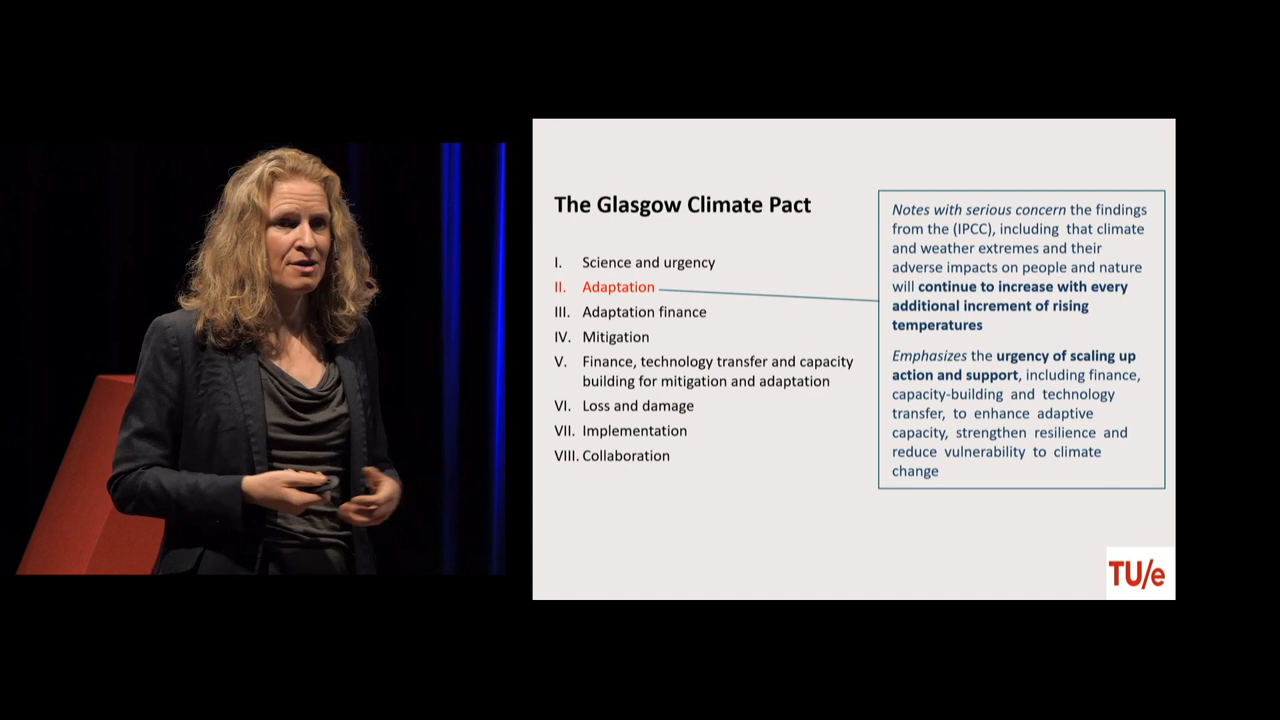 The Glasgow Climate Pact
I. Science and urgency
II. Adaptation
III. Adaptation finance
IV. Mitigation
V. Finance, technology transfer and capacity
building for mitigation and adaptation
VI. Loss and damage
VII. Implementation
VIII. Collaboration
Notes with serious concern the findings
from the (IPCC), including that climate
and weather extremes and their
adverse impacts on people and nature
will continue to increase with every
additional increment of rising
temperatures
Emphasizes the urgency of scaling up
action and support, including finance,
capacity-building and technology
transfer, to enhance adaptive
capacity, strengthen resilience and
reduce vulnerability to climate
change
TU/e